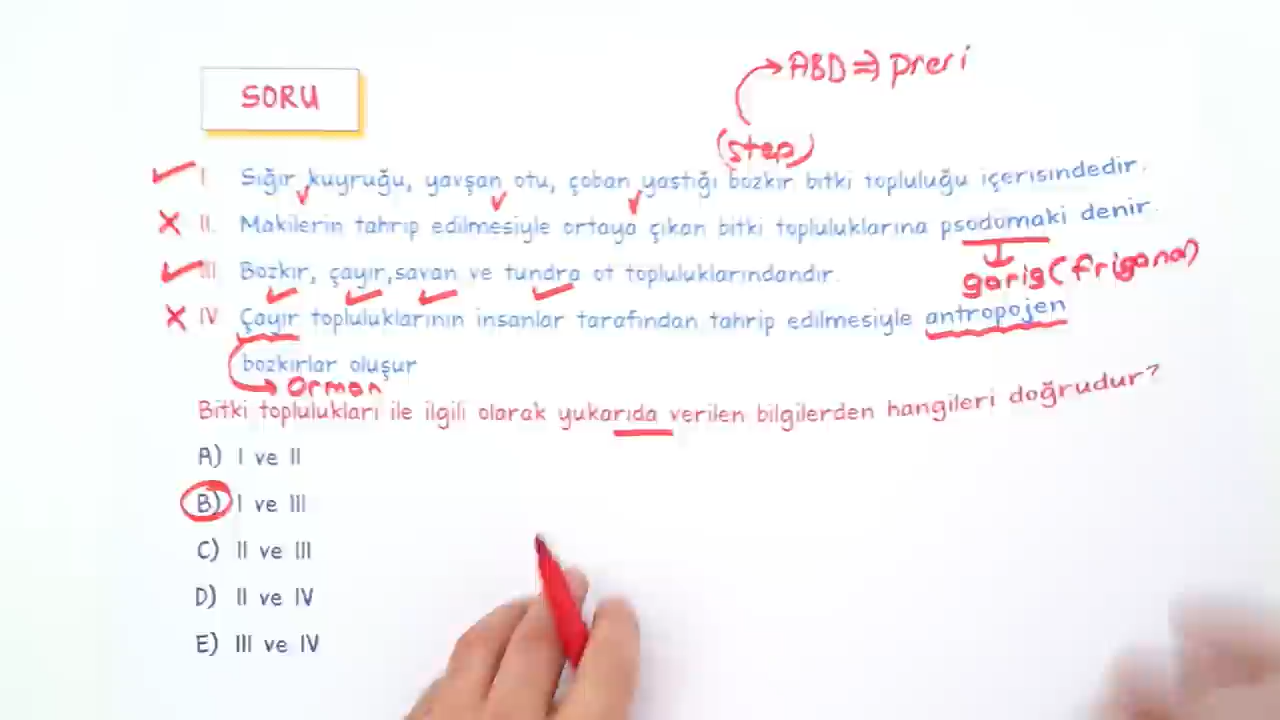 ABD ⇒ preri
SORU
(step)
I. Sığır kuyruğu, yavşan otu, çoban yastığı bozkır bitki topluluğu içerisindedir.
II. Makilerin tahrip edilmesiyle ortaya çıkan bitki topluluklarına psodomaki denir.
garig (frigana)
III. Bozkır, çayır, savan ve tundra ot topluluklarındandır.
IV. Çayır topluluklarının insanlar tarafından tahrip edilmesiyle antropojen
bozkırlar oluşur
orman
Bitki toplulukları ile ilgili olarak yukarıda verilen bilgilerden hangileri doğrudur?
A) I ve II
B) I ve III
C) II ve III
D) II ve IV
E) III ve IV